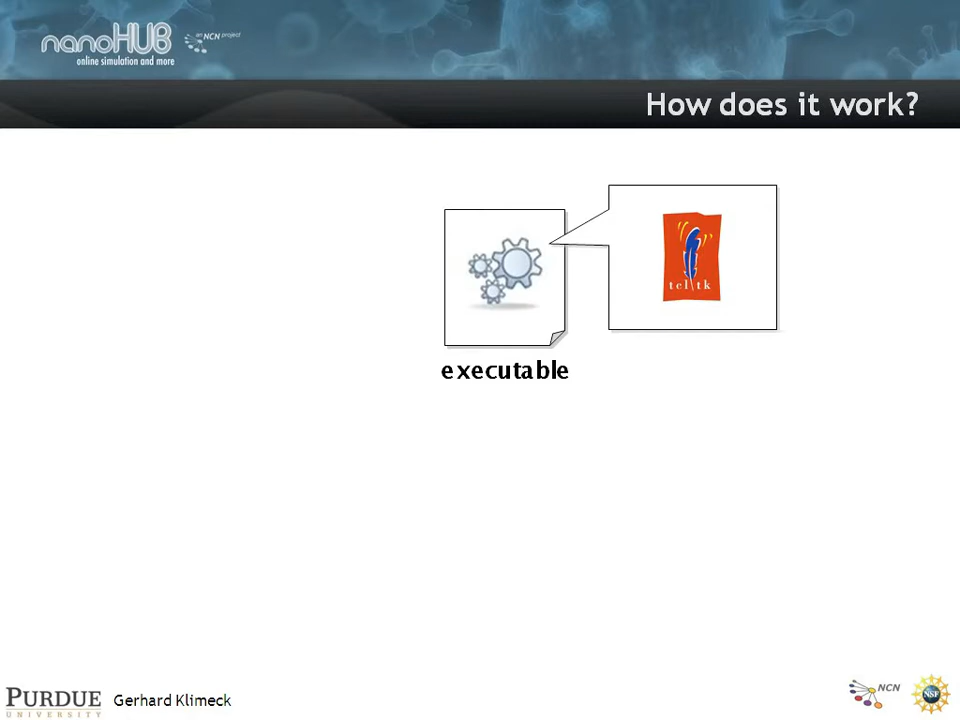 nanoHUB
an NCN project
online simulation and more
How does it work?
tcl tk
executable
PURDUE
UNIVERSITY
Gerhard Klimeck
NCN
NSF